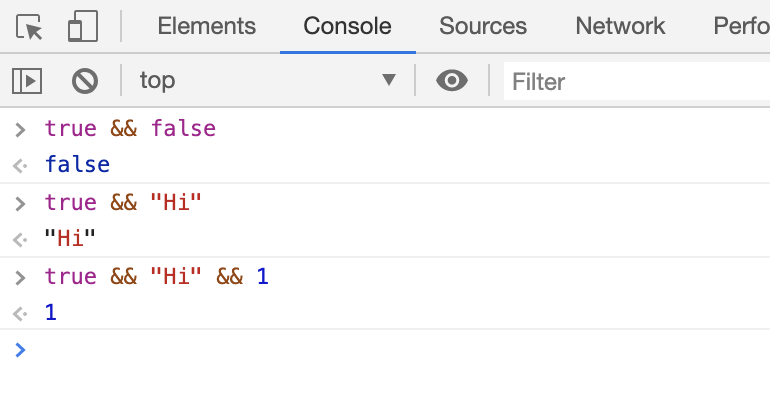 Elements Console Sources Network Perfo
top Filter
true && false
false
true && "Hi"
"Hi"
true && "Hi" && 1
1